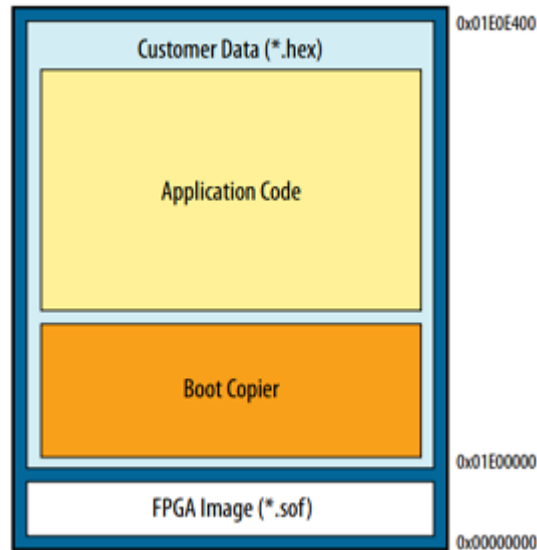 0x01E0E400
Customer Data (*.hex)
Application Code
Boot Copier
0x01E00000
FPGA Image (*.sof)
0x00000000